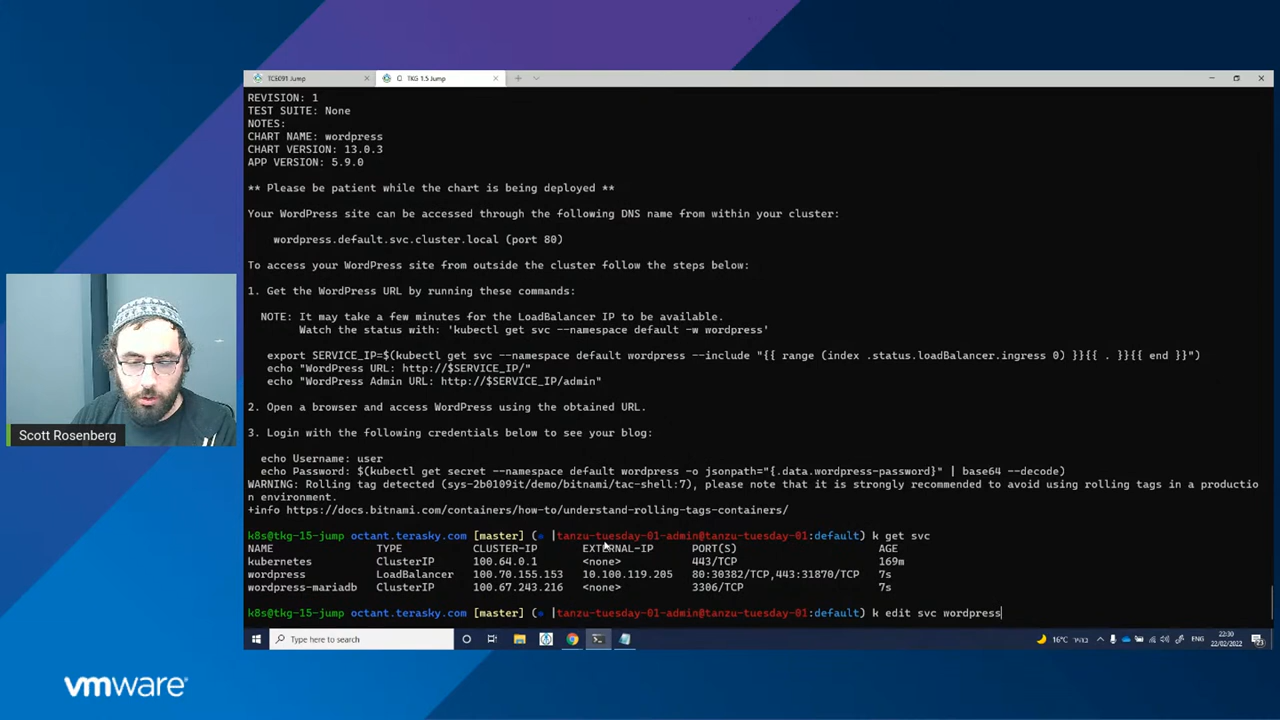 TCE091 Jump
TKG 1.5 Jump
REVISION: 1
TEST SUITE: None
NOTES:
CHART NAME: wordpress
CHART VERSION: 13.0.3
APP VERSION: 5.9.0
** Please be patient while the chart is being deployed **
Your WordPress site can be accessed through the following DNS name from within your cluster:
wordpress.default.svc.cluster.local (port 80)
To access your WordPress site from outside the cluster follow the steps below:
1. Get the WordPress URL by running these commands:
NOTE: It may take a few minutes for the LoadBalancer IP to be available.
Watch the status with: 'kubectl get svc --namespace default -w wordpress'
export SERVICE_IP=$(kubectl get svc --namespace default wordpress --include "{{ range (index .status.loadBalancer.ingress 0) }}{{ . }}{{ end }}")
echo "WordPress URL: http://$SERVICE_IP/"
echo "WordPress Admin URL: http://$SERVICE_IP/admin"
2. Open a browser and access WordPress using the obtained URL.
3. Login with the following credentials below to see your blog:
echo Username: user
echo Password: $(kubectl get secret --namespace default wordpress -o jsonpath="{.data.wordpress-password}" | base64 --decode)
WARNING: Rolling tag detected (sys-2b0109it/demo/bitnami/tac-shell:7), please note that it is strongly recommended to avoid using rolling tags in a productio
n environment.
+info https://docs.bitnami.com/containers/how-to/understand-rolling-tags-containers/
k8s@tkg-15-jump octant.terasky.com [master] (⎈ |tanzu-tuesday-01-admin@tanzu-tuesday-01:default) k get svc
NAME TYPE CLUSTER-IP EXTERNAL-IP PORT(S) AGE
kubernetes ClusterIP 100.64.0.1 <none> 443/TCP 169m
wordpress LoadBalancer 100.70.155.153 10.100.119.205 80:30382/TCP,443:31870/TCP 7s
wordpress-mariadb ClusterIP 100.67.243.216 <none> 3306/TCP 7s
k8s@tkg-15-jump octant.terasky.com [master] (⎈ |tanzu-tuesday-01-admin@tanzu-tuesday-01:default) k edit svc wordpress
Type here to search
16°C
בהיר
ENG
22:30
22/02/2022
Scott Rosenberg
vmware®